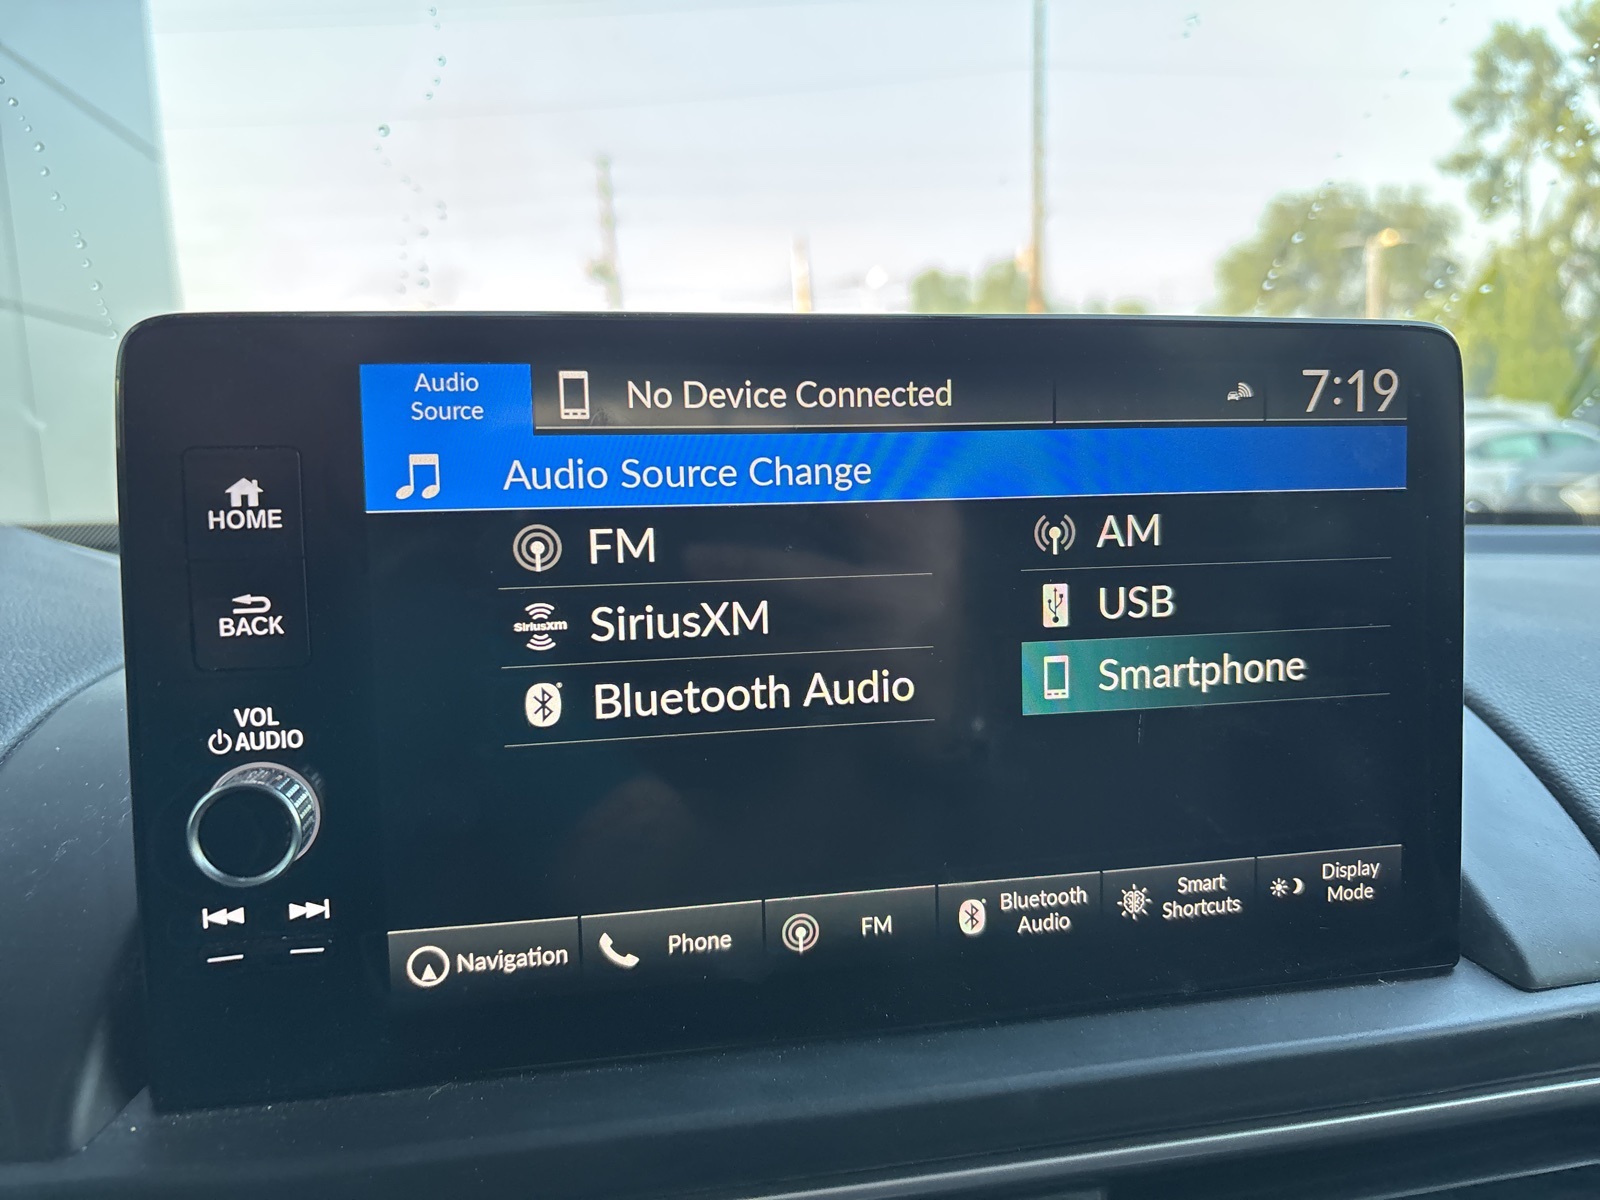 Audio
Source
No Device Connected
7:19
Audio Source Change
HOME
BACK
VOL
AUDIO
FM
AM
siriusxm
SiriusXM
USB
Bluetooth Audio
Smartphone
Navigation
Phone
FM
Bluetooth
Audio
Smart
Shortcuts
Display
Mode